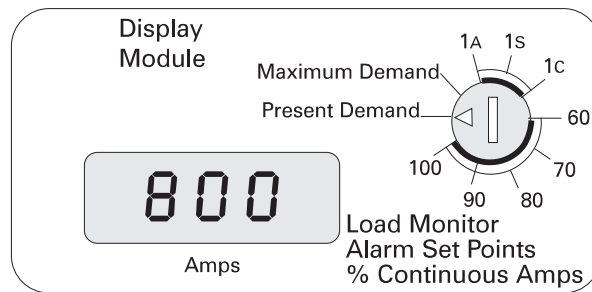 Display
Module
1A
1S
1C
Maximum Demand
Present Demand
60
70
80
90
100
800
Amps
Load Monitor
Alarm Set Points
% Continuous Amps